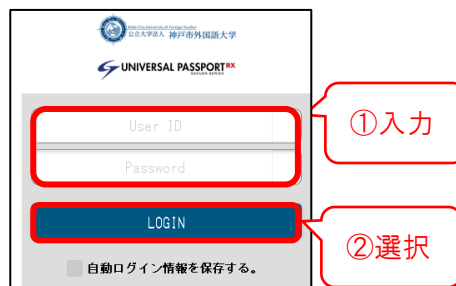 Kobe City University of Foreign Studies
公立大学法人 神戸市外国語大学
UNIVERSAL PASSPORT RX
GAKUEN SERIES
User ID
①入力
Password
LOGIN
②選択
自動ログイン情報を保存する。